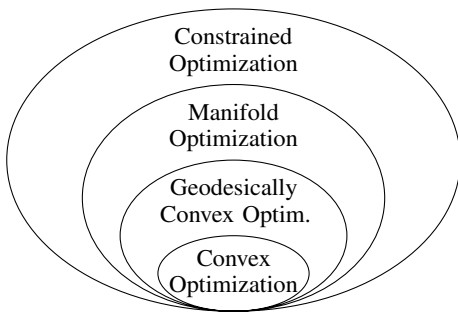 Constrained
Optimization
Manifold
Optimization
Geodesically
Convex Optim.
Convex
Optimization